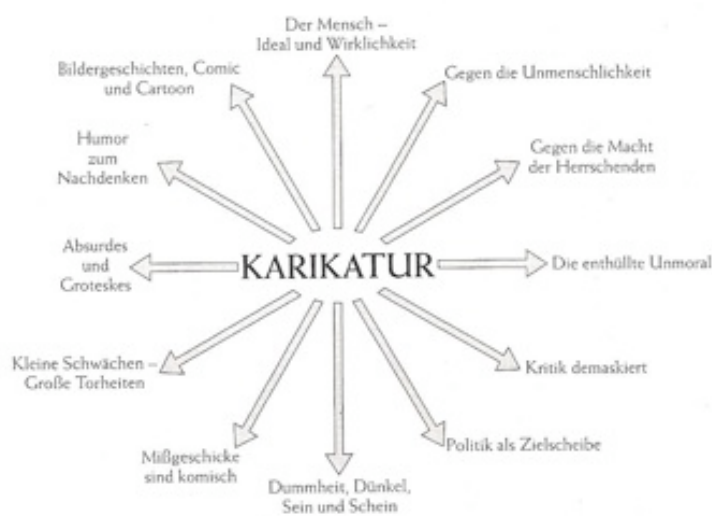 Der Mensch –
Ideal und Wirklichkeit
Bildergeschichten, Comic
und Cartoon
Gegen die Unmenschlichkeit
Humor
zum
Nachdenken
Gegen die Macht
der Herrschenden
Absurdes
und
Groteskes
KARIKATUR
Die enthüllte Unmoral
Kleine Schwächen –
Große Torheiten
Kritik demaskiert
Mißgeschicke
sind komisch
Politik als Zielscheibe
Dummheit, Dünkel,
Sein und Schein